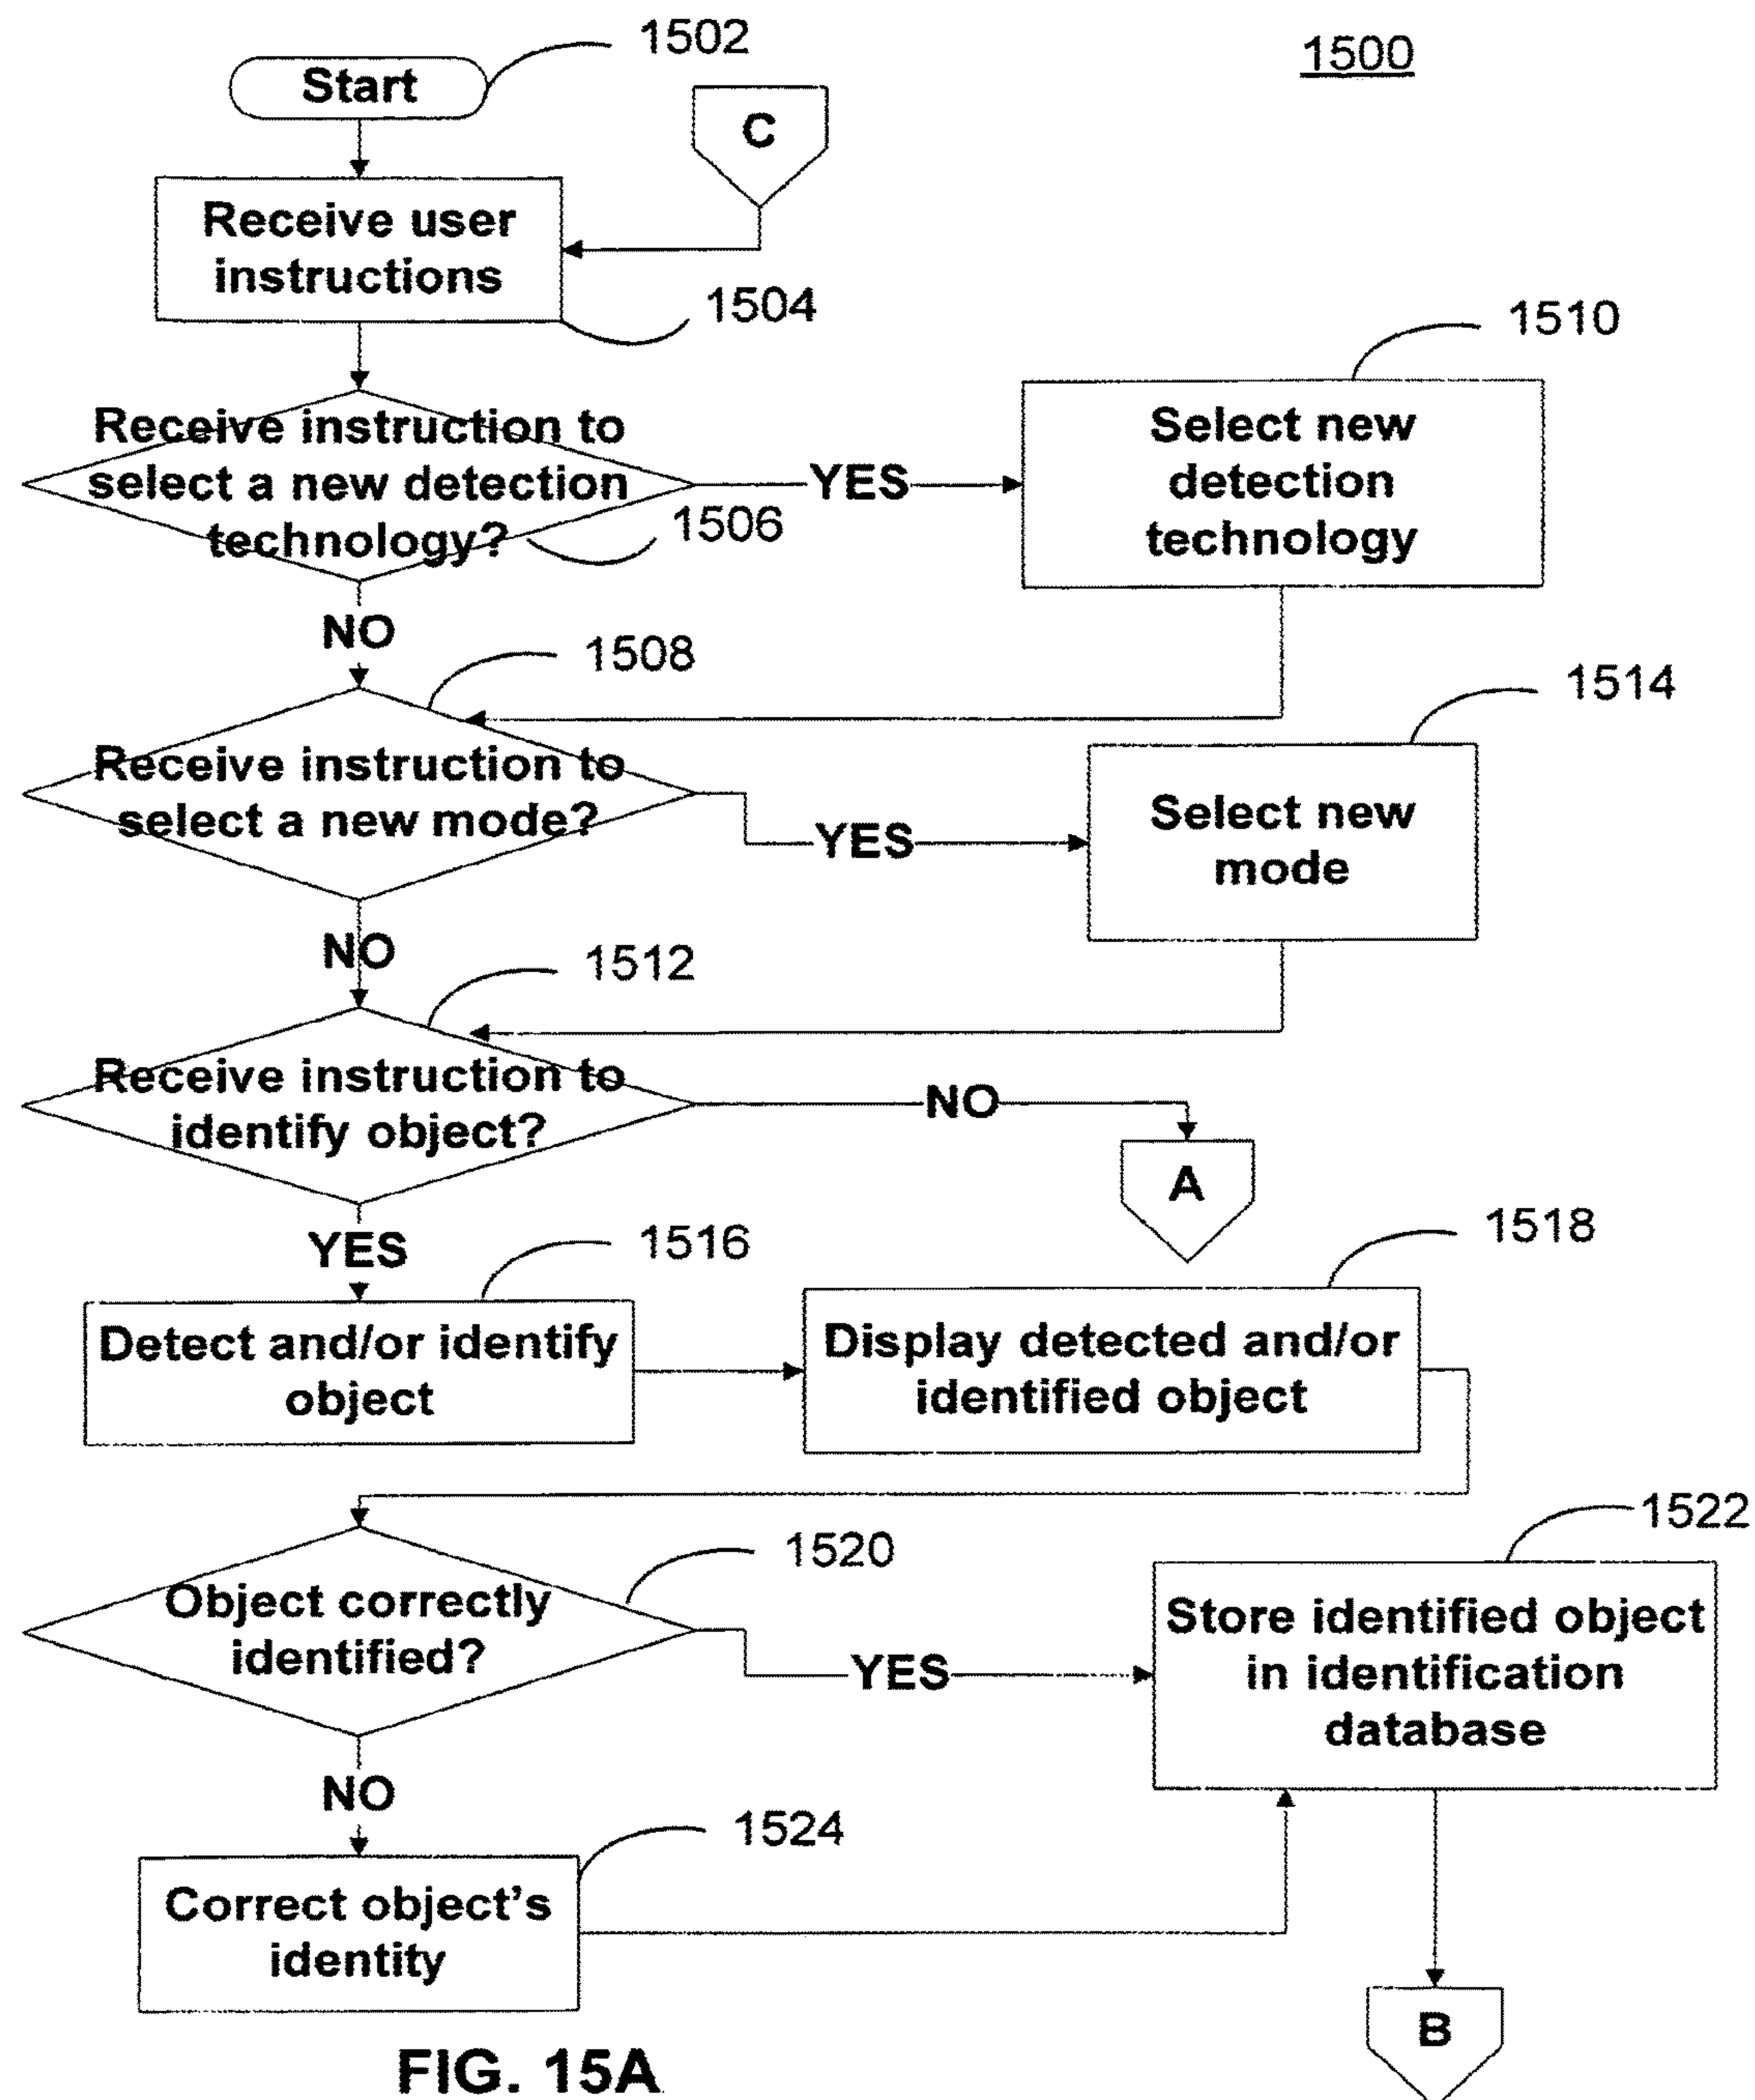 1502
1500
Start
C
Receive user
instructions
1504
1510
Receive instruction to
select a new detection
technology?
YES
Select new
detection
technology
1506
NO
1508
1514
Receive instruction to
select a new mode?
YES
Select new
mode
NO
1512
Receive instruction to
identify object?
NO
A
YES
1516
1518
Detect and/or identify
object
Display detected and/or
identified object
1520
1522
Object correctly
identified?
YES
Store identified object
in identification
database
NO
1524
Correct object's
identity
B
FIG. 15A